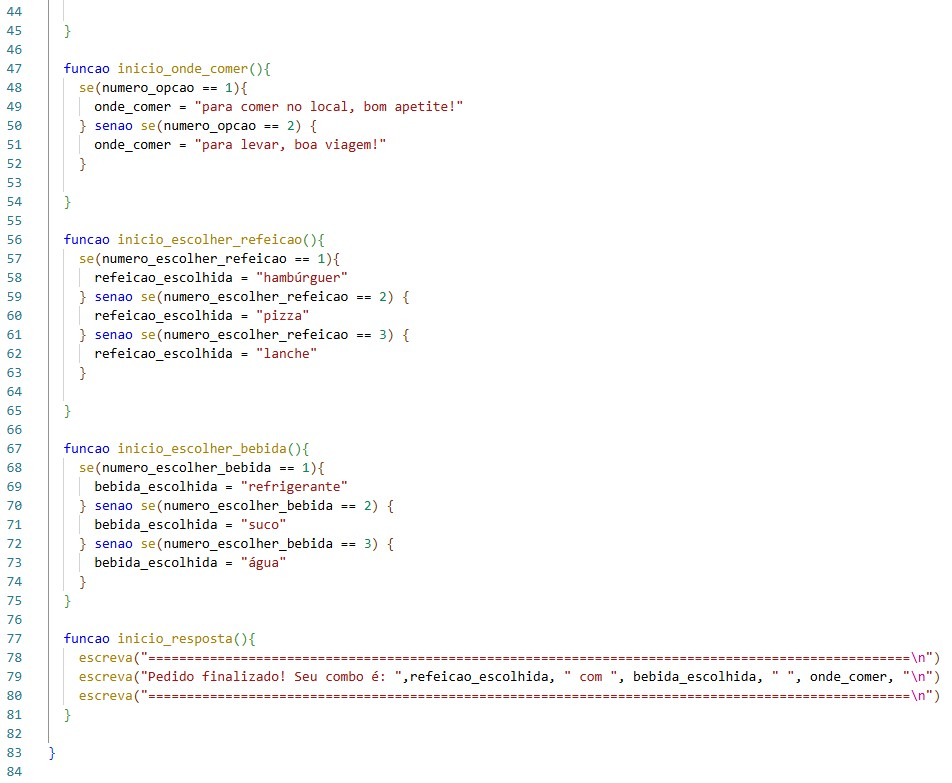 44
45 }
46
47 funcao inicio_onde_comer(){
48 se(numero_opcao == 1){
49 onde_comer = "para comer no local, bom apetite!"
50 } senao se(numero_opcao == 2) {
51 onde_comer = "para levar, boa viagem!"
52 }
53
54 }
55
56 funcao inicio_escolher_refeicao(){
57 se(numero_escolher_refeicao == 1){
58 refeicao_escolhida = "hambúrguer"
59 } senao se(numero_escolher_refeicao == 2) {
60 refeicao_escolhida = "pizza"
61 } senao se(numero_escolher_refeicao == 3) {
62 refeicao_escolhida = "lanche"
63 }
64
65 }
66
67 funcao inicio_escolher_bebida(){
68 se(numero_escolher_bebida == 1){
69 bebida_escolhida = "refrigerante"
70 } senao se(numero_escolher_bebida == 2) {
71 bebida_escolhida = "suco"
72 } senao se(numero_escolher_bebida == 3) {
73 bebida_escolhida = "água"
74 }
75 }
76
77 funcao inicio_resposta(){
78 escreva("===================================================================================================\n")
79 escreva("Pedido finalizado! Seu combo é: ",refeicao_escolhida, " com ", bebida_escolhida, " ", onde_comer, "\n")
80 escreva("===================================================================================================\n")
81 }
82
83 }
84